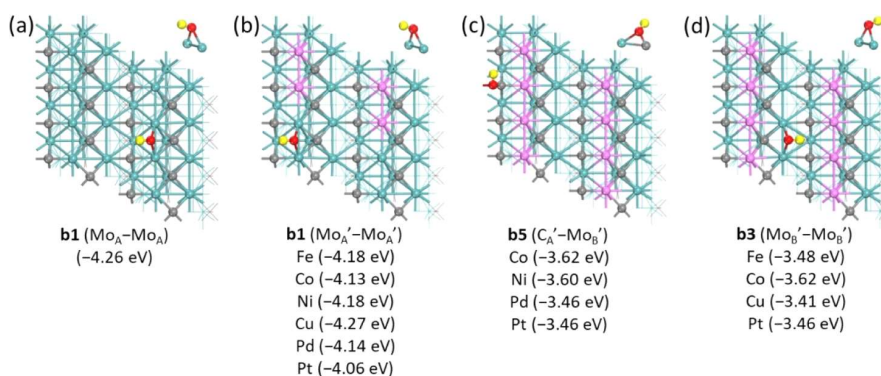 (a)
(b)
(c)
(d)
b1 (MoA–MoA)
(−4.26 eV)
b1 (MoA′–MoA′)
Fe (−4.18 eV)
Co (−4.13 eV)
Ni (−4.18 eV)
Cu (−4.27 eV)
Pd (−4.14 eV)
Pt (−4.06 eV)
b5 (CA′–MoB′)
Co (−3.62 eV)
Ni (−3.60 eV)
Pd (−3.46 eV)
Pt (−3.46 eV)
b3 (MoB′–MoB′)
Fe (−3.48 eV)
Co (−3.62 eV)
Cu (−3.41 eV)
Pt (−3.46 eV)